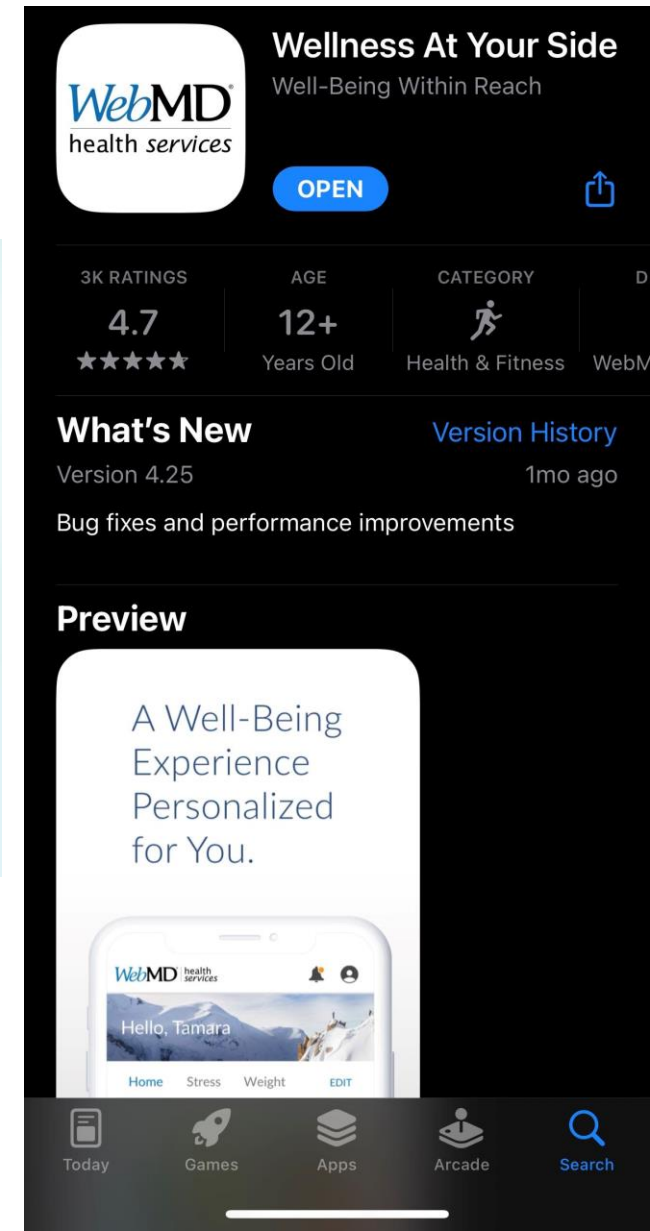 WebMD
health services
Wellness At Your Side
Well-Being Within Reach
OPEN
3K RATINGS
4.7
AGE
12+
Years Old
CATEGORY
Health & Fitness
D
WebM
What's New
Version History
Version 4.25
1mo ago
Bug fixes and performance improvements
Preview
A Well-Being
Experience
Personalized
for You.
WebMD health services
Hello, Tamara
Home Stress Weight EDIT
Today Games Apps Arcade Search